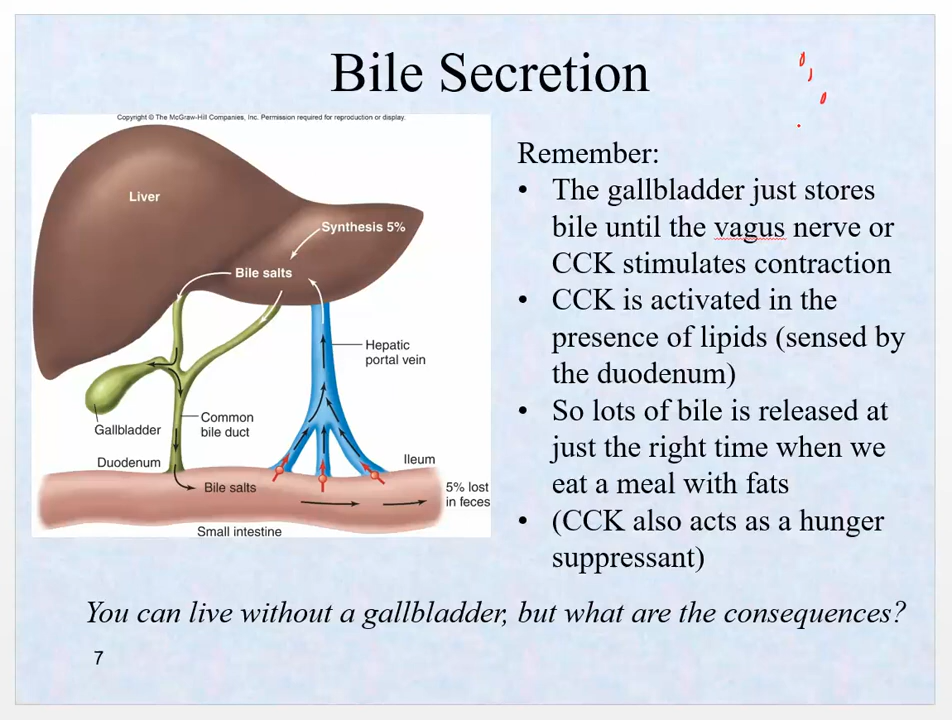 Bile Secretion
Copyright © The McGraw-Hill Companies, Inc. Permission required for reproduction or display.
Liver
Synthesis 5%
Bile salts
Hepatic
portal vein
Gallbladder
Common
bile duct
Duodenum
Ileum
Bile salts
5% lost
in feces
Small intestine
Remember:
• The gallbladder just stores
bile until the vagus nerve or
CCK stimulates contraction
• CCK is activated in the
presence of lipids (sensed by
the duodenum)
• So lots of bile is released at
just the right time when we
eat a meal with fats
• (CCK also acts as a hunger
suppressant)
You can live without a gallbladder, but what are the consequences?
7